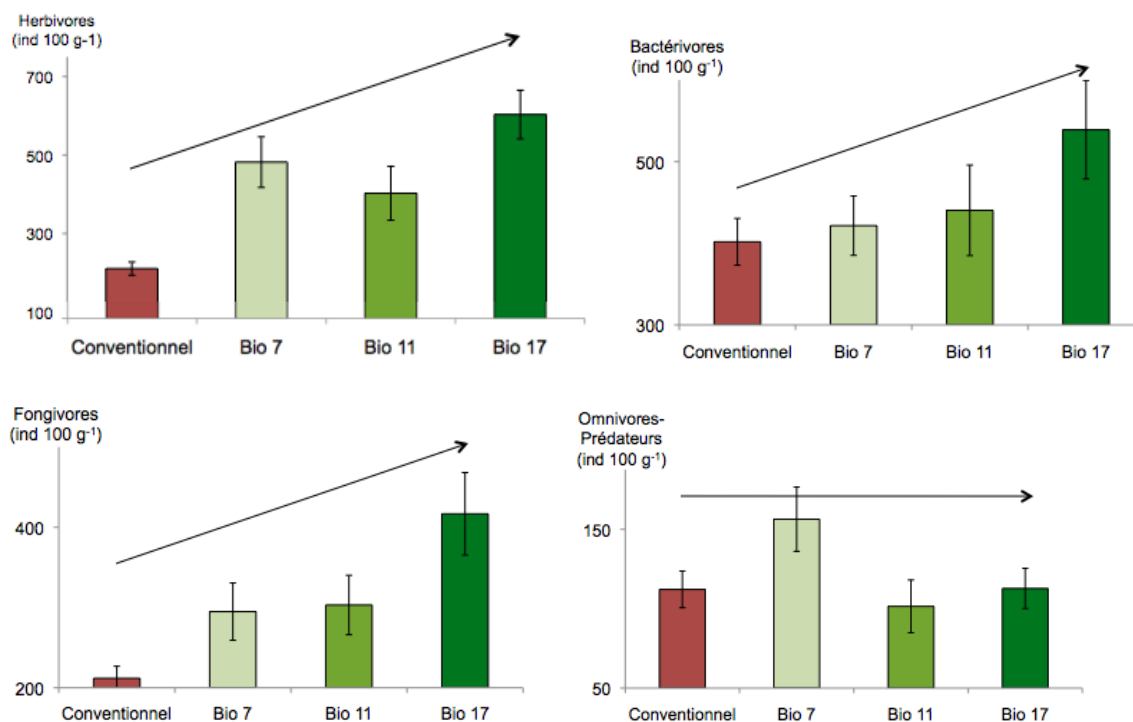 Herbivores
(ind 100 g-1)
700
500
300
100
Conventionnel Bio 7 Bio 11 Bio 17
Bactérivores
(ind 100 g⁻¹)
500
300
Conventionnel Bio 7 Bio 11 Bio 17
Fongivores
(ind 100 g⁻¹)
400
200
Conventionnel Bio 7 Bio 11 Bio 17
Omnivores-
Prédateurs
(ind 100 g⁻¹)
150
50
Conventionnel Bio 7 Bio 11 Bio 17